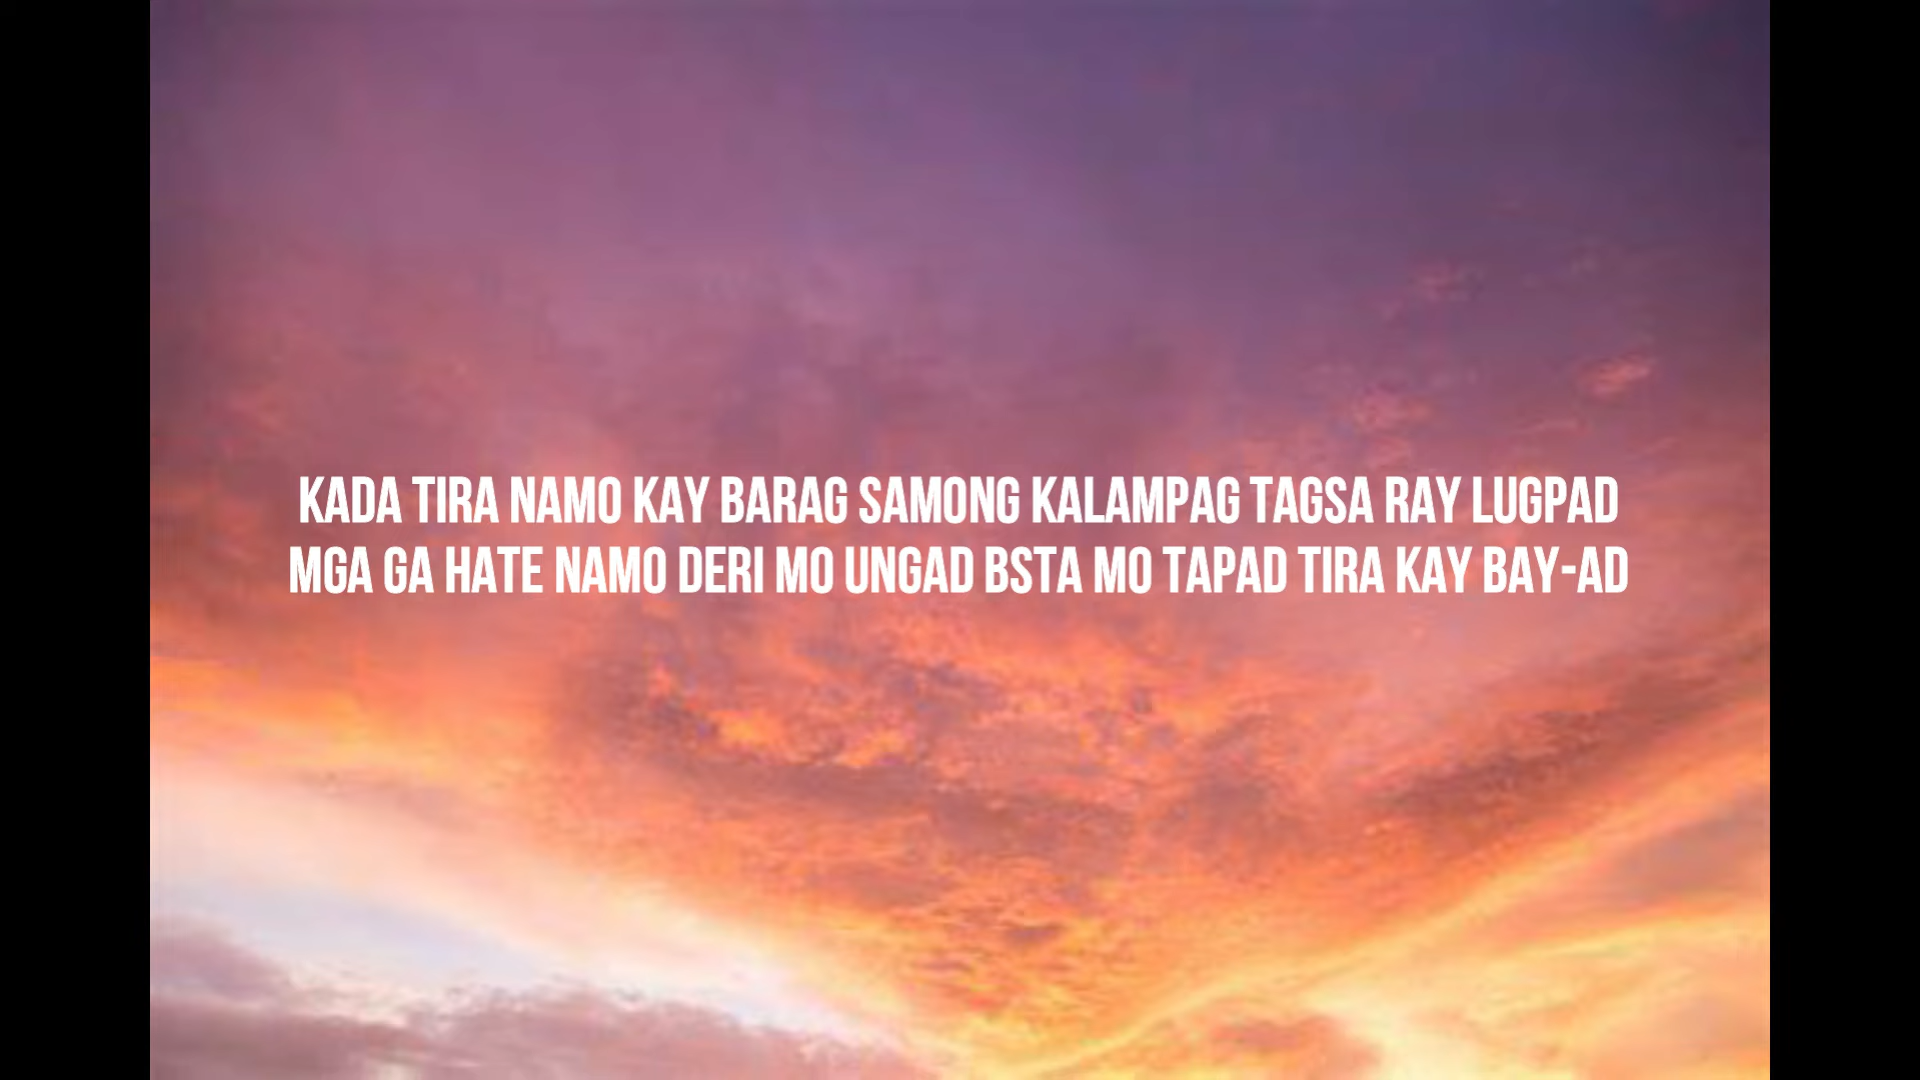 KADA TIRA NAMO KAY BARAG SAMONG KALAMPAG TAGSA RAY LUGPAD
MGA GA HATE NAMO DERI MO UNGAD BSTA MO TAPAD TIRA KAY BAY-AD